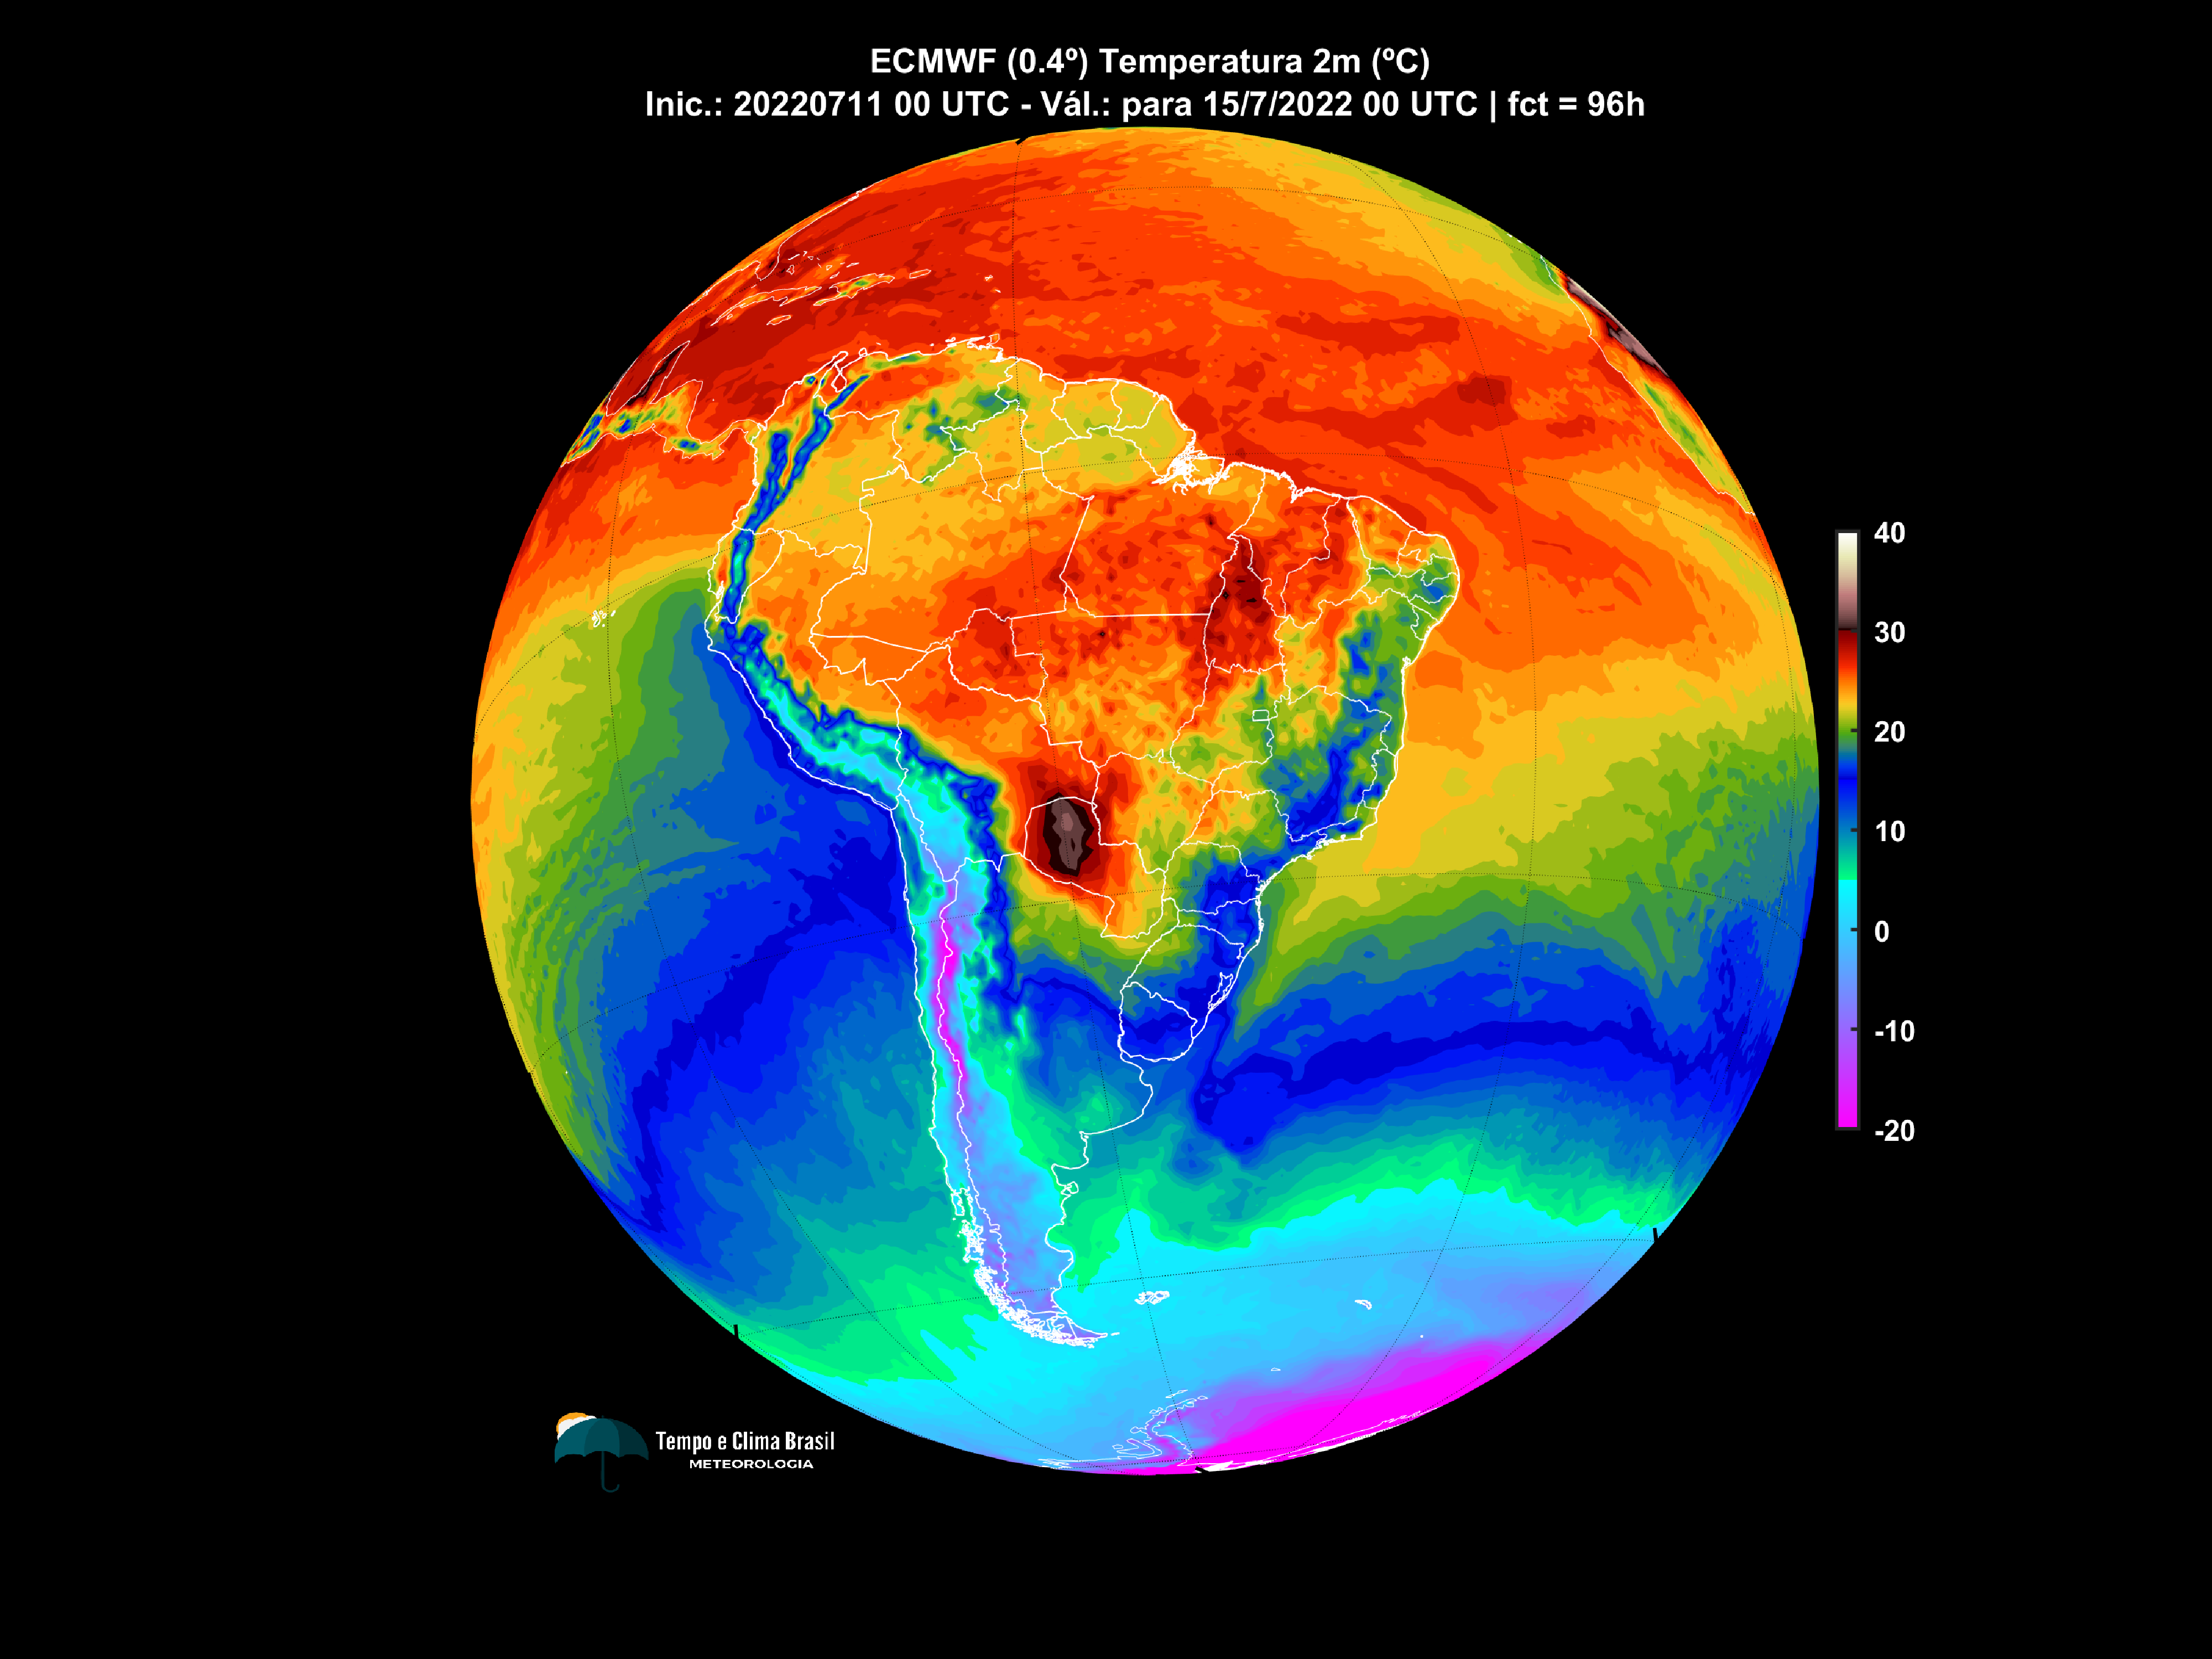 ECMWF (0.4º) Temperatura 2m (ºC)
Inic.: 20220711 00 UTC - Vál.: para 15/7/2022 00 UTC | fct = 96h
40
30
20
10
0
-10
-20
Tempo e Clima Brasil
METEOROLOGIA